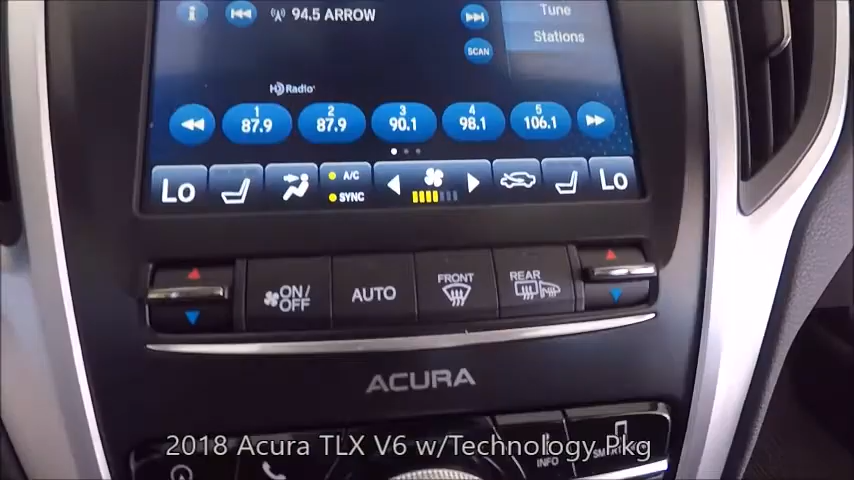 94.5 ARROW
Tune
SCAN
Stations
HD Radio
1 2 3 4 5
87.9 87.9 90.1 98.1 106.1
Lo A/C SYNC Lo
ON/OFF AUTO FRONT REAR
ACURA
2018 Acura TLX V6 w/Technology Pkg
INFO